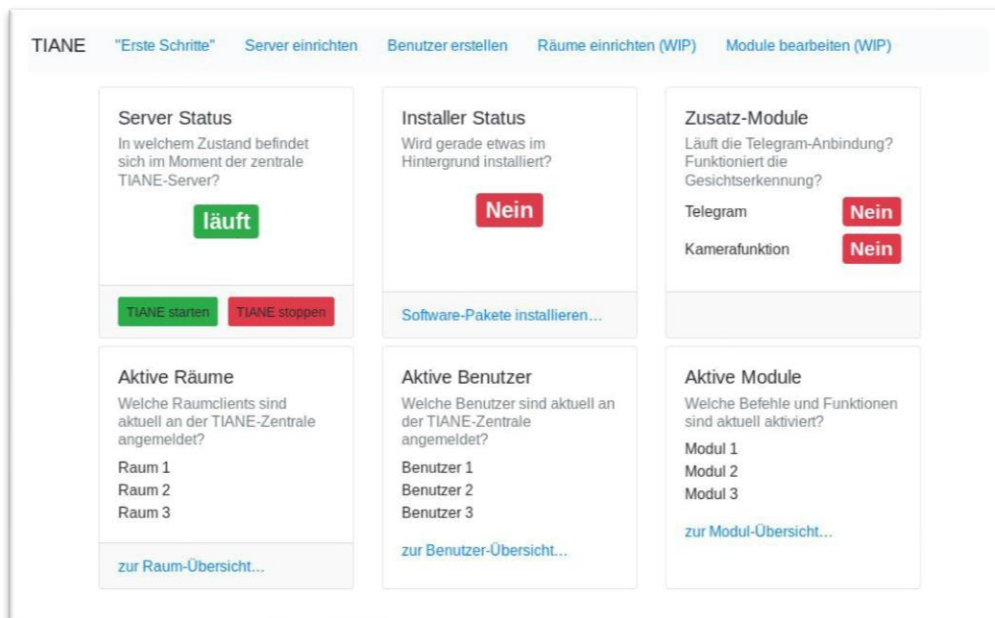 TIANE "Erste Schritte" Server einrichten Benutzer erstellen Räume einrichten (WIP) Module bearbeiten (WIP)
Server Status
In welchem Zustand befindet
sich im Moment der zentrale
TIANE-Server?
läuft
TIANE starten TIANE stoppen
Installer Status
Wird gerade etwas im
Hintergrund installiert?
Nein
Software-Pakete installieren…
Zusatz-Module
Läuft die Telegram-Anbindung?
Funktioniert die
Gesichtserkennung?
Telegram Nein
Kamerafunktion Nein
Aktive Räume
Welche Raumclients sind
aktuell an der TIANE-Zentrale
angemeldet?
Raum 1
Raum 2
Raum 3
zur Raum-Übersicht…
Aktive Benutzer
Welche Benutzer sind aktuell an
der TIANE-Zentrale
angemeldet?
Benutzer 1
Benutzer 2
Benutzer 3
zur Benutzer-Übersicht…
Aktive Module
Welche Befehle und Funktionen
sind aktuell aktiviert?
Modul 1
Modul 2
Modul 3
zur Modul-Übersicht…